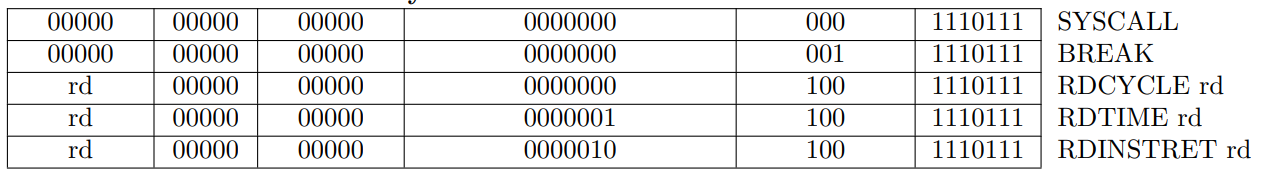 00000 00000 00000 0000000 000 1110111 SYSCALL
00000 00000 00000 0000000 001 1110111 BREAK
rd 00000 00000 0000000 100 1110111 RDCYCLE rd
rd 00000 00000 0000001 100 1110111 RDTIME rd
rd 00000 00000 0000010 100 1110111 RDINSTRET rd